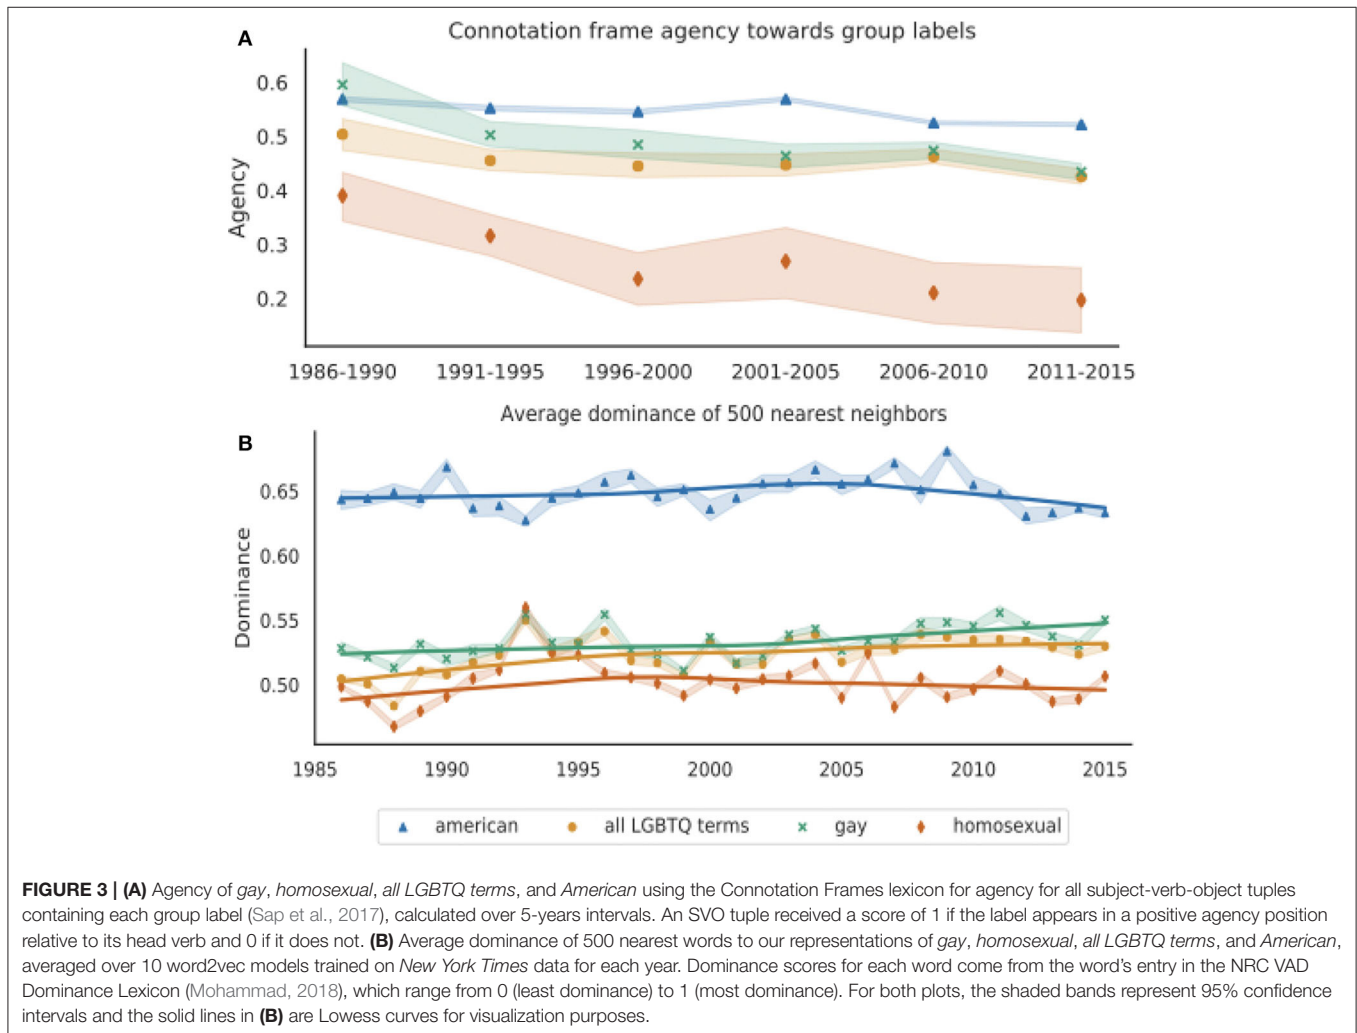 A
Connotation frame agency towards group labels
0.6
0.5
0.4
0.3
0.2
Agency
1986-1990 1991-1995 1996-2000 2001-2005 2006-2010 2011-2015
Average dominance of 500 nearest neighbors
B
0.65
0.60
0.55
0.50
Dominance
1985 1990 1995 2000 2005 2010 2015
american all LGBTQ terms gay homosexual
FIGURE 3 | (A) Agency of gay, homosexual, all LGBTQ terms, and American using the Connotation Frames lexicon for agency for all subject-verb-object tuples
containing each group label (Sap et al., 2017), calculated over 5-years intervals. An SVO tuple received a score of 1 if the label appears in a positive agency position
relative to its head verb and 0 if it does not. (B) Average dominance of 500 nearest words to our representations of gay, homosexual, all LGBTQ terms, and American,
averaged over 10 word2vec models trained on New York Times data for each year. Dominance scores for each word come from the word's entry in the NRC VAD
Dominance Lexicon (Mohammad, 2018), which range from 0 (least dominance) to 1 (most dominance). For both plots, the shaded bands represent 95% confidence
intervals and the solid lines in (B) are Lowess curves for visualization purposes.